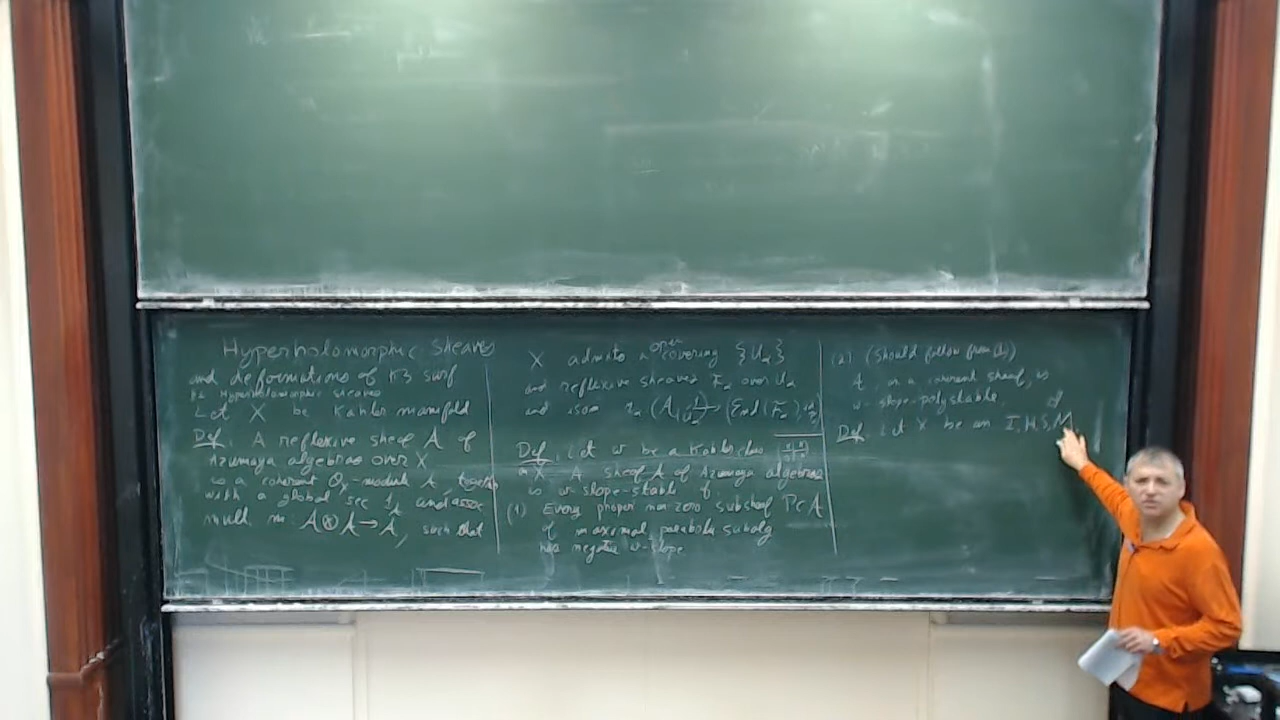 Hyperholomorphic Sheaves
and deformations of K3 surf
Let X be Kähler manifold
Def. A reflexive sheaf A of
Azumaya algebras over X
is a coherent O_X-module A together
with a global sec 1_A and assoc
mult m: A⊗A→A, such that
X admits a open covering {U_α}
and reflexive sheaves F_α over U_α
and isom
Def. Let ω be a Kähler class
on X. A sheaf A of Azumaya algebras
is ω-slope-stable if
(1) Every proper non zero subsheaf P⊂A
of maximal parabolic subalg
has negative ω-slope
(2) (Should follow from (1))
A, as a coherent sheaf, is
ω-slope-polystable.
Def. Let X be an I.H.S.M